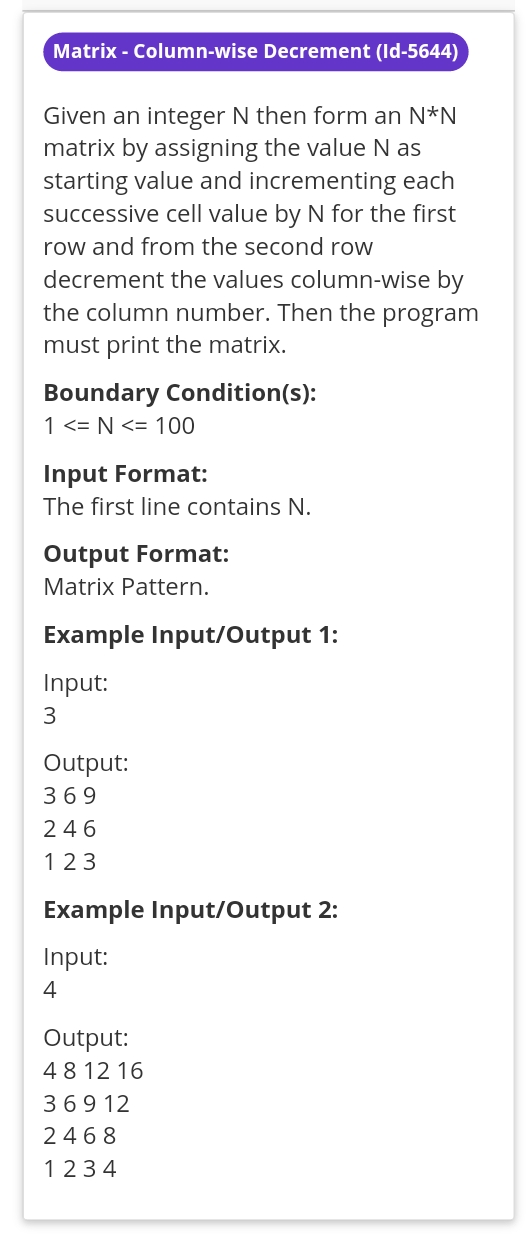 Matrix - Column-wise Decrement (Id-5644)
Given an integer N then form an N*N
matrix by assigning the value N as
starting value and incrementing each
successive cell value by N for the first
row and from the second row
decrement the values column-wise by
the column number. Then the program
must print the matrix.
Boundary Condition(s):
1 <= N <= 100
Input Format:
The first line contains N.
Output Format:
Matrix Pattern.
Example Input/Output 1:
Input:
3
Output:
3 6 9
2 4 6
1 2 3
Example Input/Output 2:
Input:
4
Output:
4 8 12 16
3 6 9 12
2 4 6 8
1 2 3 4